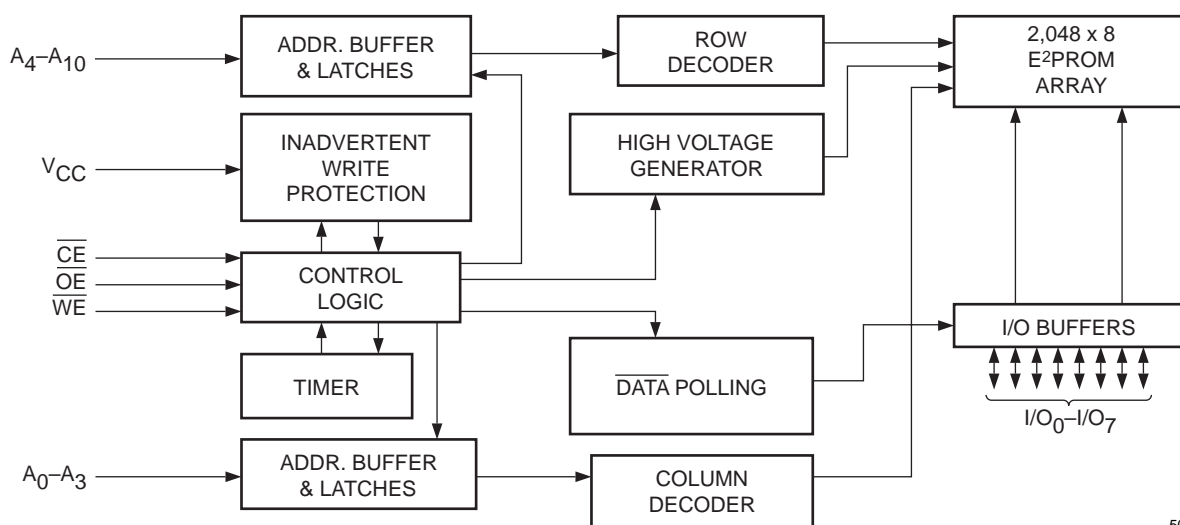 A4–A10
ADDR. BUFFER
& LATCHES
ROW
DECODER
2,048 x 8
E2PROM
ARRAY
VCC
INADVERTENT
WRITE
PROTECTION
HIGH VOLTAGE
GENERATOR
CE
OE
WE
CONTROL
LOGIC
I/O BUFFERS
TIMER
DATA POLLING
I/O0–I/O7
A0–A3
ADDR. BUFFER
& LATCHES
COLUMN
DECODER